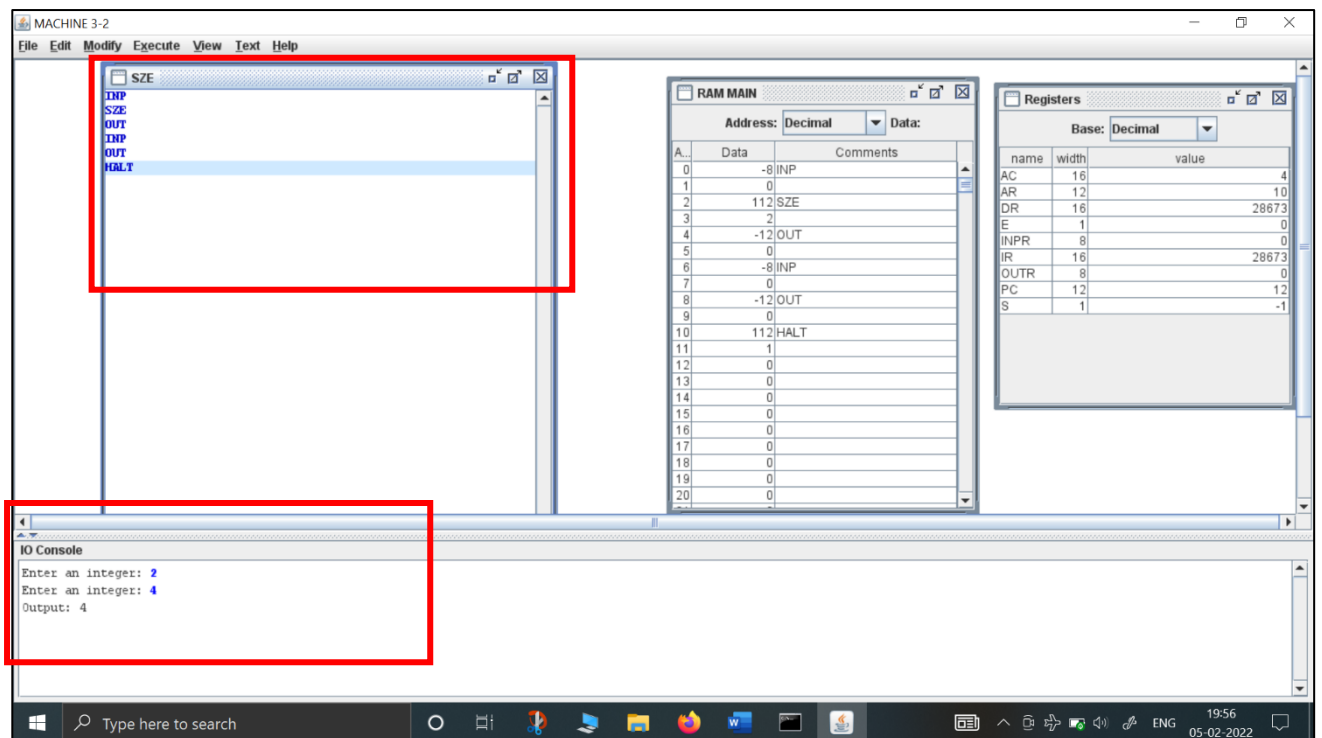 MACHINE 3-2
File Edit Modify Execute View Text Help
SZE
INP
SZE
OUT
INP
OUT
HALT
RAM MAIN
Address: Decimal Data:
A... Data Comments
0 -8 INP
1 0
2 112 SZE
3 2
4 -12 OUT
5 0
6 -8 INP
7 0
8 -12 OUT
9 0
10 112 HALT
11 1
12 0
13 0
14 0
15 0
16 0
17 0
18 0
19 0
20 0
Registers
Base: Decimal
name width value
AC 16 4
AR 12 10
DR 16 28673
E 1 0
INPR 8 0
IR 16 28673
OUTR 8 0
PC 12 12
S 1 -1
IO Console
Enter an integer: 2
Enter an integer: 4
Output: 4
Type here to search
ENG
19:56
05-02-2022